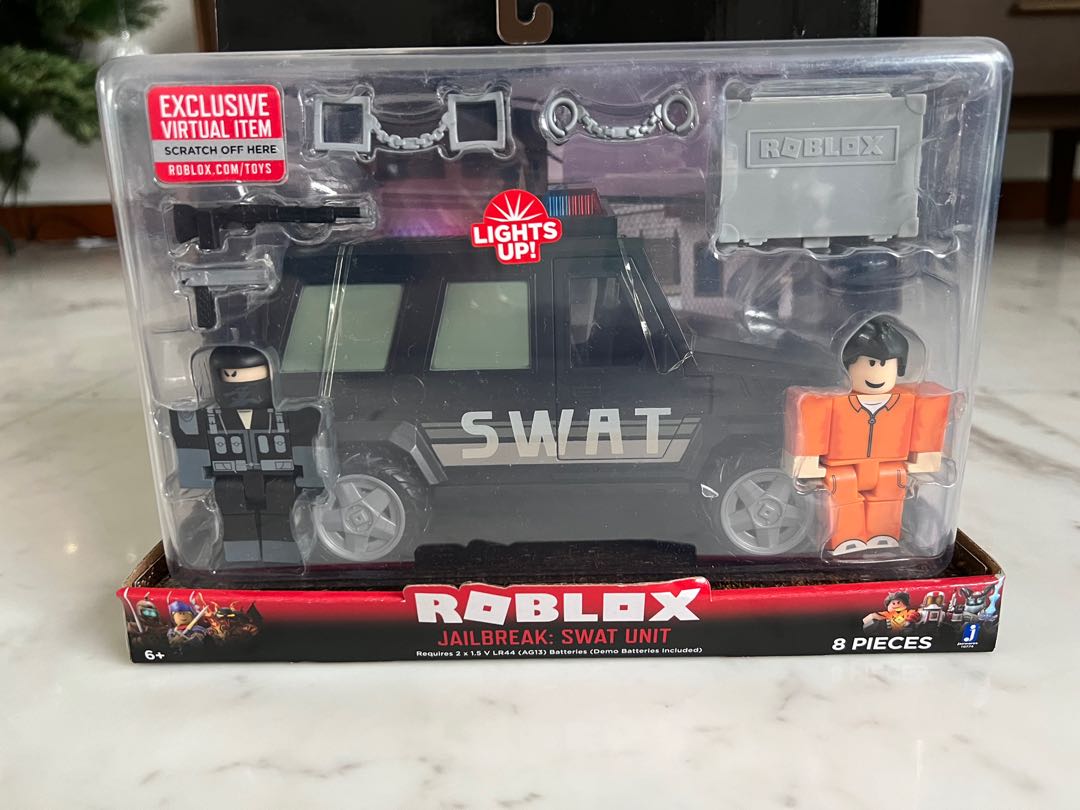 EXCLUSIVE
VIRTUAL ITEM
SCRATCH OFF HERE
ROBLOX.COM/TOYS
ROBLOX
LIGHTS
UP!
SWAT
ROBLOX
JAILBREAK: SWAT UNIT
Requires 2 x 1.5 V LR44 (AG13) Batteries (Demo Batteries Included)
6+
8 PIECES